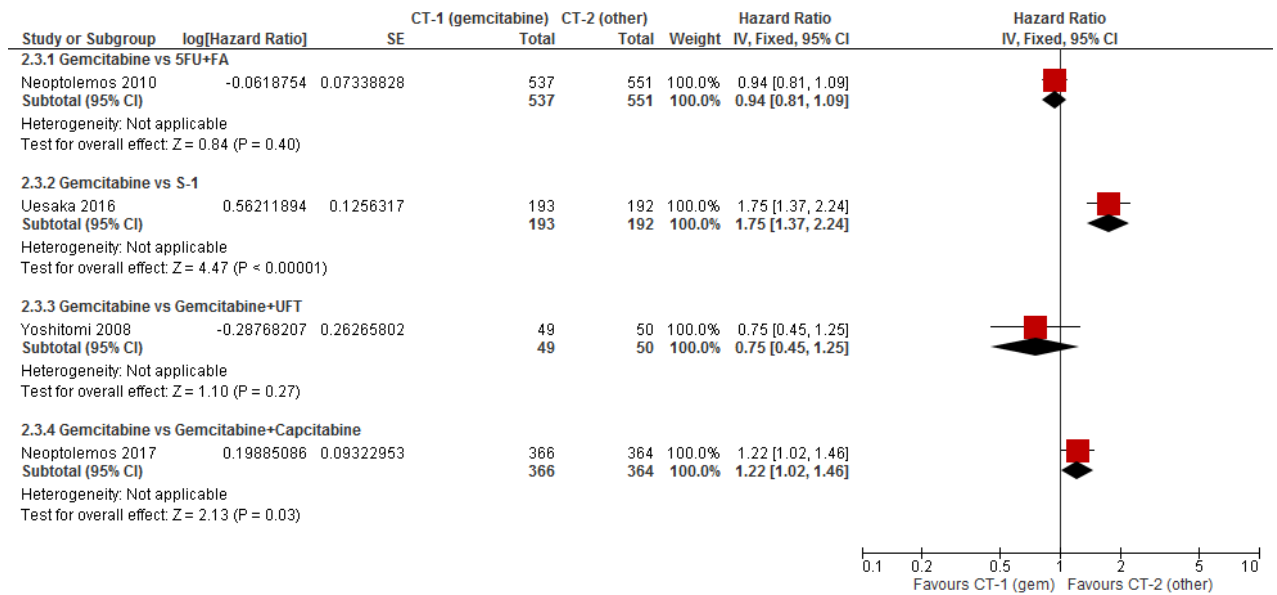 CT-1 (gemcitabine) CT-2 (other) Hazard Ratio Hazard Ratio
Study or Subgroup log[Hazard Ratio] SE Total Total Weight IV, Fixed, 95% CI IV, Fixed, 95% CI
2.3.1 Gemcitabine vs 5FU+FA
Neoptolemos 2010 -0.0618754 0.07338828 537 551 100.0% 0.94 [0.81, 1.09]
Subtotal (95% CI) 537 551 100.0% 0.94 [0.81, 1.09]
Heterogeneity: Not applicable
Test for overall effect: Z = 0.84 (P = 0.40)
2.3.2 Gemcitabine vs S-1
Uesaka 2016 0.56211894 0.1256317 193 192 100.0% 1.75 [1.37, 2.24]
Subtotal (95% CI) 193 192 100.0% 1.75 [1.37, 2.24]
Heterogeneity: Not applicable
Test for overall effect: Z = 4.47 (P < 0.00001)
2.3.3 Gemcitabine vs Gemcitabine+UFT
Yoshitomi 2008 -0.28768207 0.26265802 49 50 100.0% 0.75 [0.45, 1.25]
Subtotal (95% CI) 49 50 100.0% 0.75 [0.45, 1.25]
Heterogeneity: Not applicable
Test for overall effect: Z = 1.10 (P = 0.27)
2.3.4 Gemcitabine vs Gemcitabine+Capcitabine
Neoptolemos 2017 0.19885086 0.09322953 366 364 100.0% 1.22 [1.02, 1.46]
Subtotal (95% CI) 366 364 100.0% 1.22 [1.02, 1.46]
Heterogeneity: Not applicable
Test for overall effect: Z = 2.13 (P = 0.03)
0.1 0.2 0.5 1 2 5 10
Favours CT-1 (gem) Favours CT-2 (other)